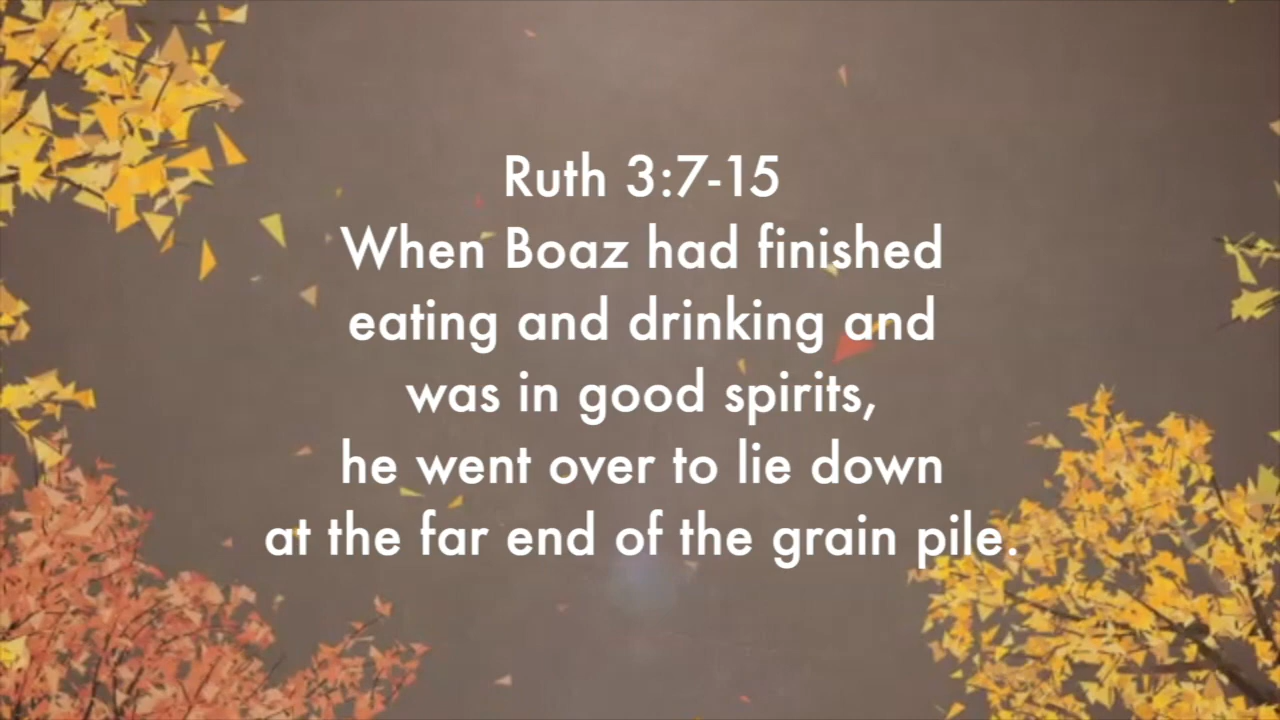 Ruth 3:7-15
When Boaz had finished
eating and drinking and
was in good spirits,
he went over to lie down
at the far end of the grain pile.